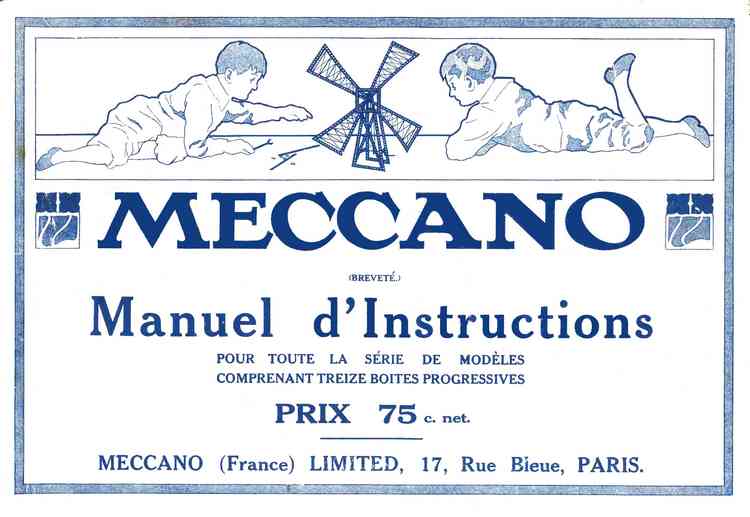 MECCANO
(BREVETÉ.)
Manuel d'Instructions
POUR TOUTE LA SÉRIE DE MODÈLES
COMPRENANT TREIZE BOITES PROGRESSIVES
PRIX 75 c. net.
MECCANO (France) LIMITED, 17, Rue Bieue, PARIS.